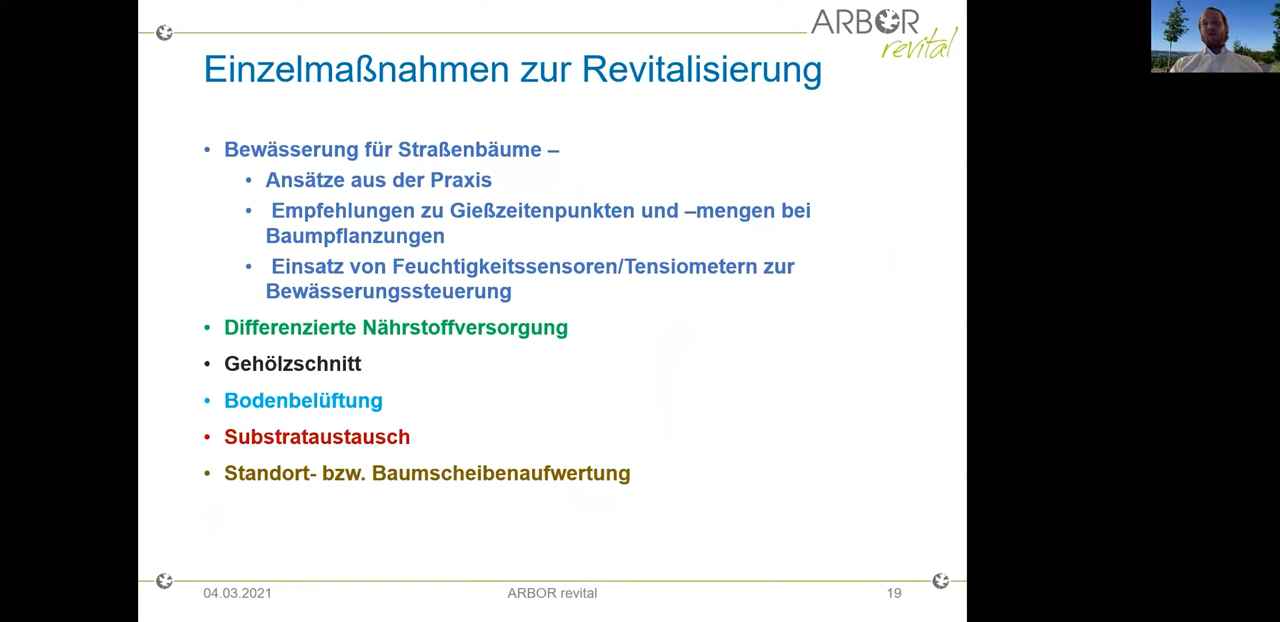 ARBOR
revital
Einzelmaßnahmen zur Revitalisierung
• Bewässerung für Straßenbäume –
• Ansätze aus der Praxis
• Empfehlungen zu Gießzeitenpunkten und –mengen bei
Baumpflanzungen
• Einsatz von Feuchtigkeitssensoren/Tensiometern zur
Bewässerungssteuerung
• Differenzierte Nährstoffversorgung
• Gehölzschnitt
• Bodenbelüftung
• Substrataustausch
• Standort- bzw. Baumscheibenaufwertung
04.03.2021
ARBOR revital
19